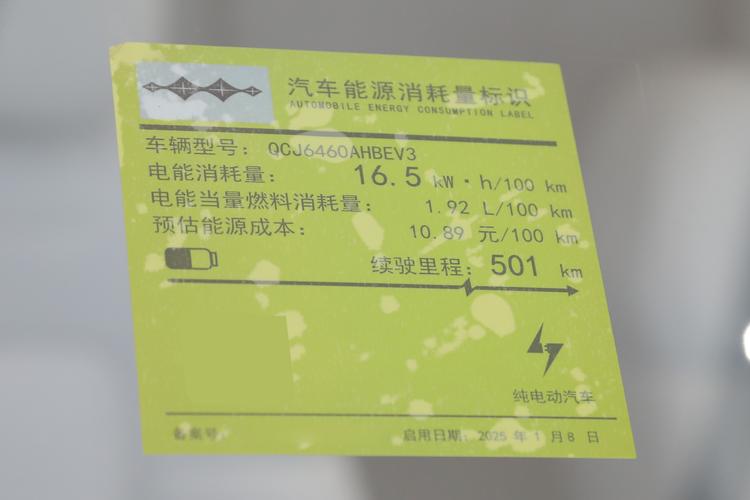 汽车能源消耗量标识
AUTOMOBILE ENERGY CONSUMPTION LABEL
车辆型号： QCJ6460AHBEV3
电能消耗量： 16.5 kW·h/100 km
电能当量燃料消耗量： 1.92 L/100 km
预估能源成本： 10.89 元/100 km
续驶里程：501 km
纯电动汽车
备案号：
启用日期：2025 年 1 月 8 日